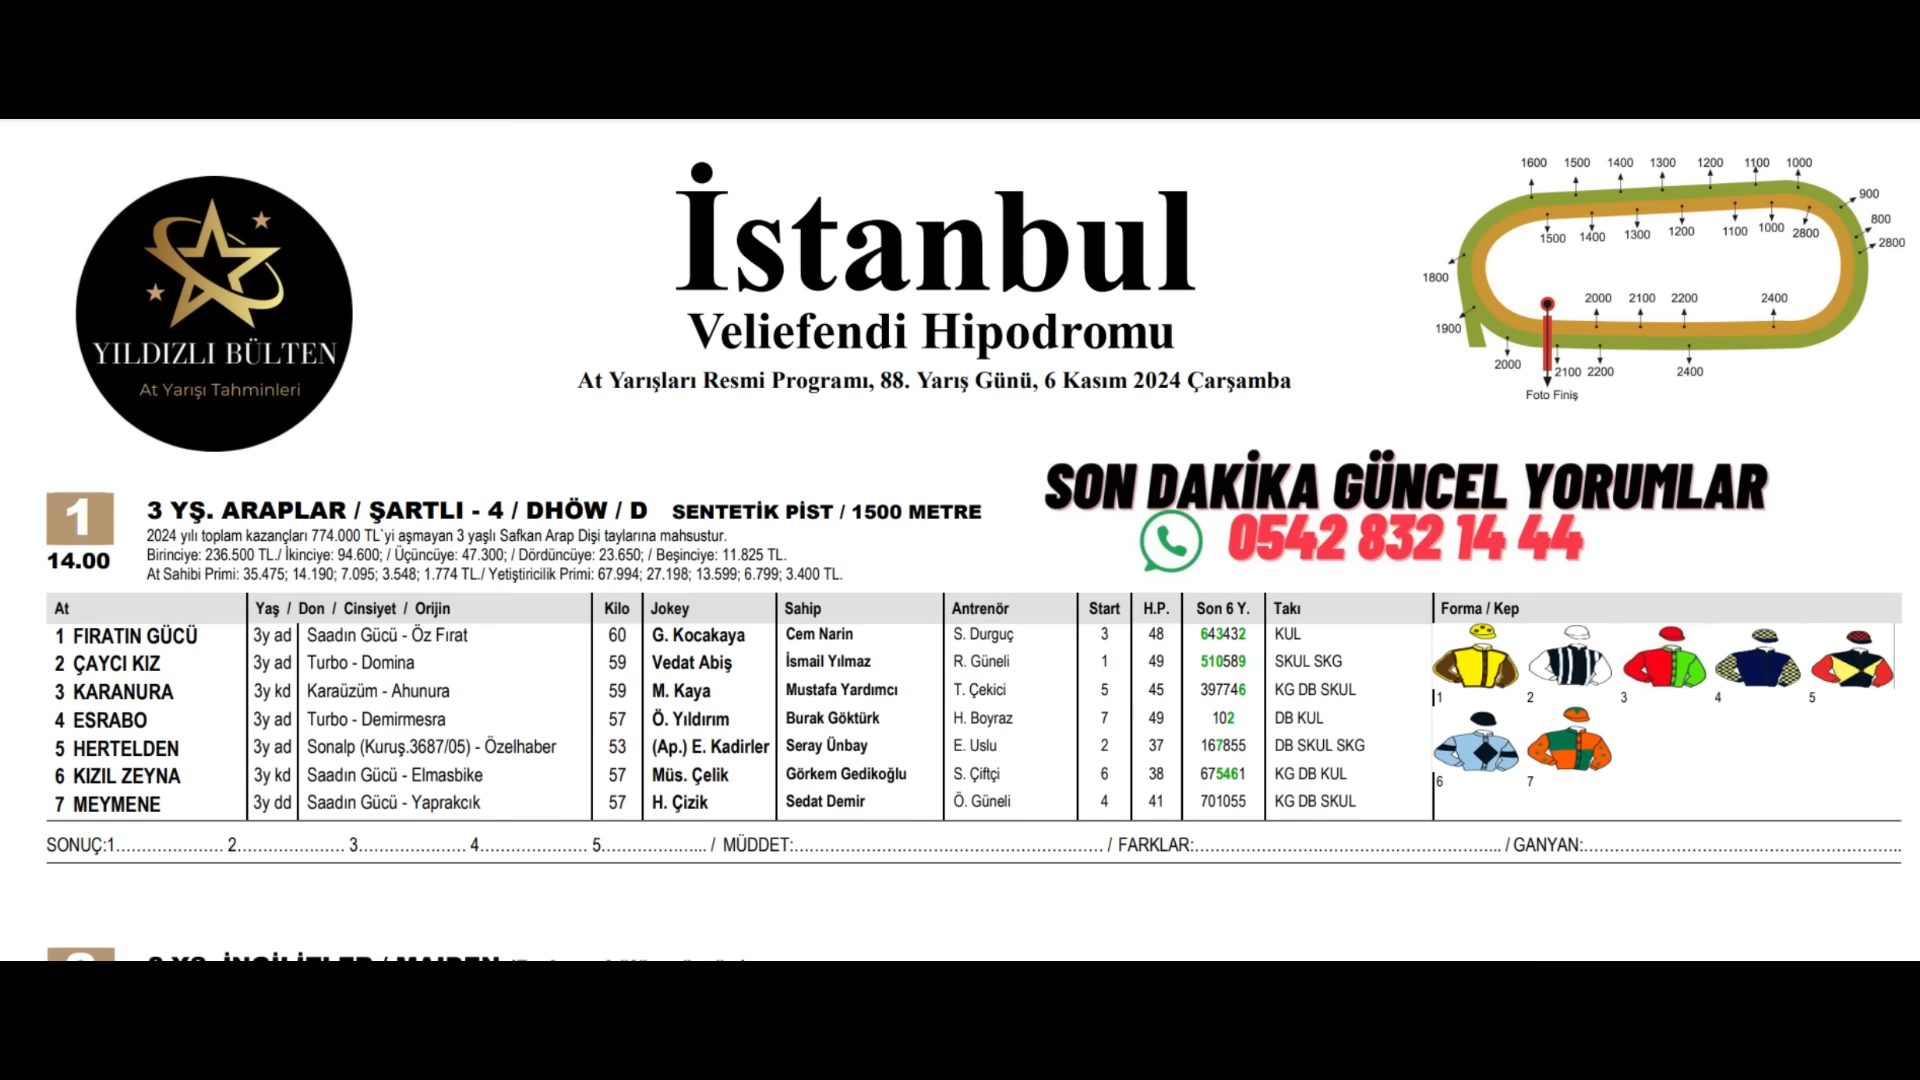 YILDIZLI BÜLTEN
At Yarışı Tahminleri
İstanbul
Veliefendi Hipodromu
At Yarışları Resmi Programı, 88. Yarış Günü, 6 Kasım 2024 Çarşamba
1600 1500 1400 1300 1200 1100 1000
900
800
2800
1500 1400 1300 1200 1100 1000 2800
1800
2000 2100 2200 2400
1900
2000 2100 2200 2400
Foto Finiş
SON DAKİKA GÜNCEL YORUMLAR
0542 832 14 44
1
14.00
3 YŞ. ARAPLAR / ŞARTLI - 4 / DHÖW / D SENTETİK PİST / 1500 METRE
2024 yılı toplam kazançları 774.000 TL`yi aşmayan 3 yaşlı Safkan Arap Dişi taylarına mahsustur.
Birinciye: 236.500 TL./ İkinciye: 94.600; / Üçüncüye: 47.300; / Dördüncüye: 23.650; / Beşinciye: 11.825 TL.
At Sahibi Primi: 35.475; 14.190; 7.095; 3.548; 1.774 TL./ Yetiştiricilik Primi: 67.994; 27.198; 13.599; 6.799; 3.400 TL.
At Yaş / Don / Cinsiyet / Orijin Kilo Jokey Sahip Antrenör Start H.P. Son 6 Y. Takı Forma / Kep
1 FIRATIN GÜCÜ 3y ad Saadın Gücü - Öz Fırat 60 G. Kocakaya Cem Narin S. Durguç 3 48 643432 KUL
2 ÇAYCI KIZ 3y ad Turbo - Domina 59 Vedat Abiş İsmail Yılmaz R. Güneli 1 49 510589 SKUL SKG
3 KARANURA 3y kd Karaüzüm - Ahunura 59 M. Kaya Mustafa Yardımcı T. Çekici 5 45 397746 KG DB SKUL
4 ESRABO 3y ad Turbo - Demirmesra 57 Ö. Yıldırım Burak Göktürk H. Boyraz 7 49 102 DB KUL
5 HERTELDEN 3y ad Sonalp (Kuruş.3687/05) - Özelhaber 53 (Ap.) E. Kadirler Seray Ünbay E. Uslu 2 37 167855 DB SKUL SKG
6 KIZIL ZEYNA 3y kd Saadın Gücü - Elmasbike 57 Müs. Çelik Görkem Gedikoğlu S. Çiftçi 6 38 675461 KG DB KUL
7 MEYMENE 3y dd Saadın Gücü - Yaprakcık 57 H. Çizik Sedat Demir Ö. Güneli 4 41 701055 KG DB SKUL
1 2 3 4 5
6 7
SONUÇ:1..................... 2..................... 3..................... 4..................... 5.................... / MÜDDET:............................................................ / FARKLAR:............................................................ / GANYAN:..............................................................